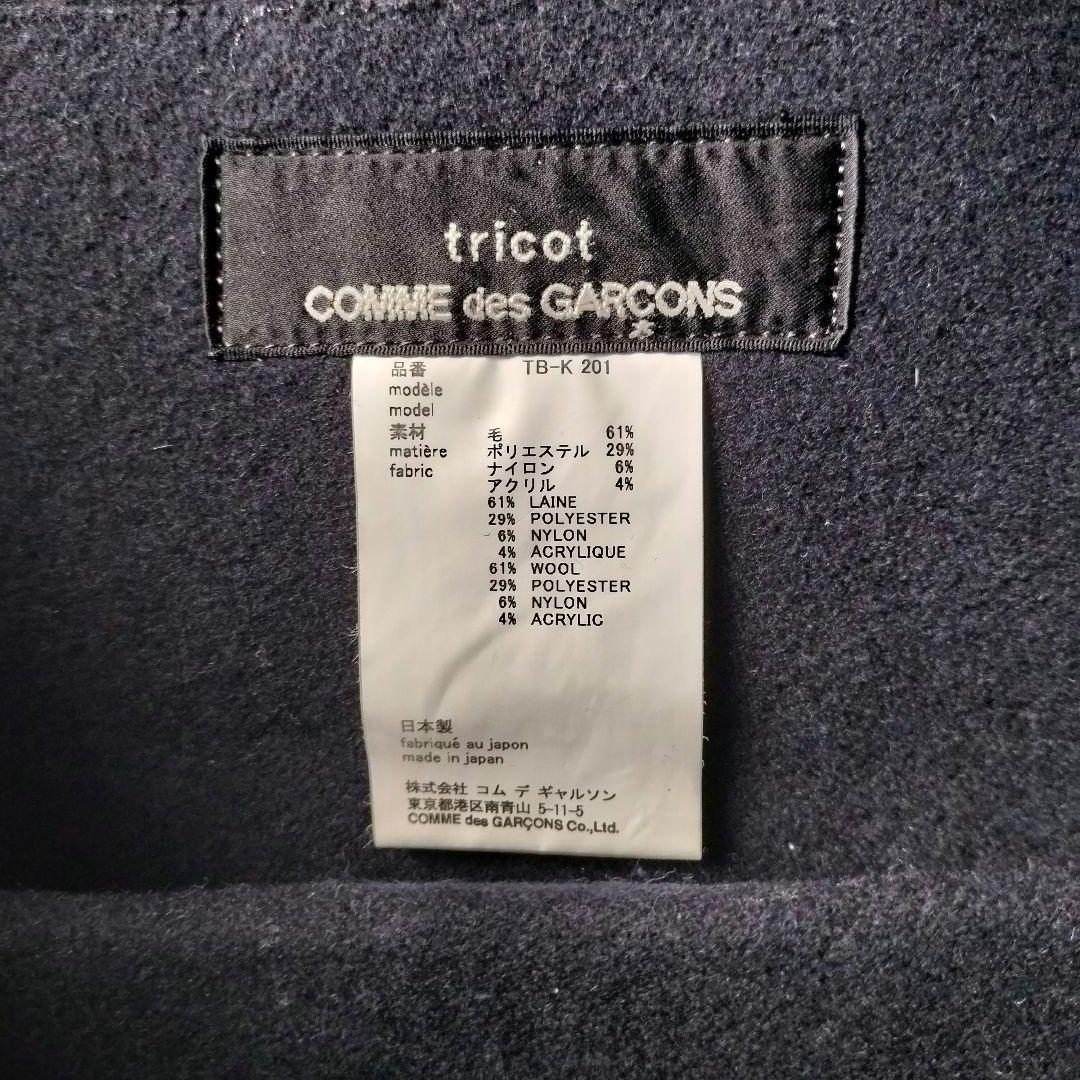 tricot
COMME des GARÇONS
品番 TB-K 201
modèle
model
素材 毛 61%
matière ポリエステル 29%
fabric ナイロン 6%
アクリル 4%
61% LAINE
29% POLYESTER
6% NYLON
4% ACRYLIQUE
61% WOOL
29% POLYESTER
6% NYLON
4% ACRYLIC
日本製
fabriqué au japon
made in japan
株式会社 コム デ ギャルソン
東京都港区南青山 5-11-5
COMME des GARÇONS Co.,Ltd.